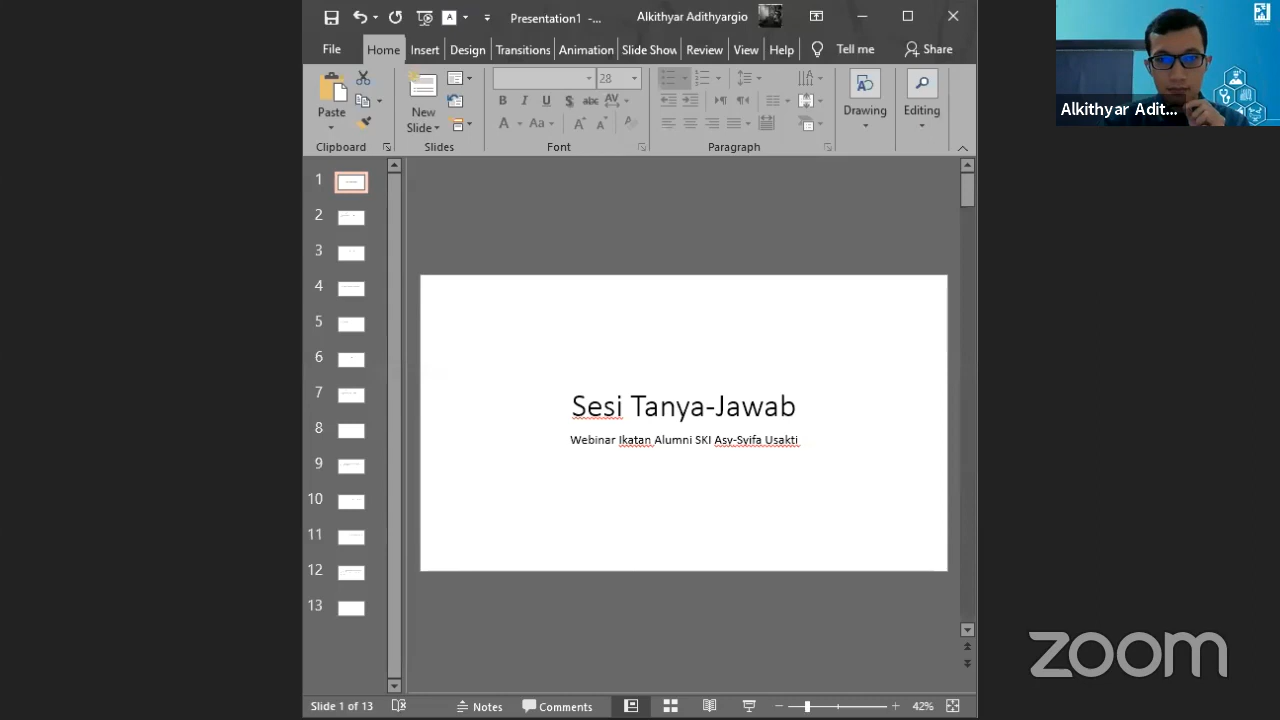 Presentation1 -...
Alkithyar Adithyargio
File
Home
Insert
Design
Transitions
Animation
Slide Show
Review
View
Help
Tell me
Share
Paste
Clipboard
New
Slide
Slides
28
B I U S abc AV
A Aa A A
Font
Paragraph
Drawing
Editing
1
2
3
4
5
6
7
8
9
10
11
12
13
Sesi Tanya-Jawab
Webinar Ikatan Alumni SKI Asy-Syifa Usakti
Slide 1 of 13
Notes
Comments
42%
Alkithyar Adit...
zoom